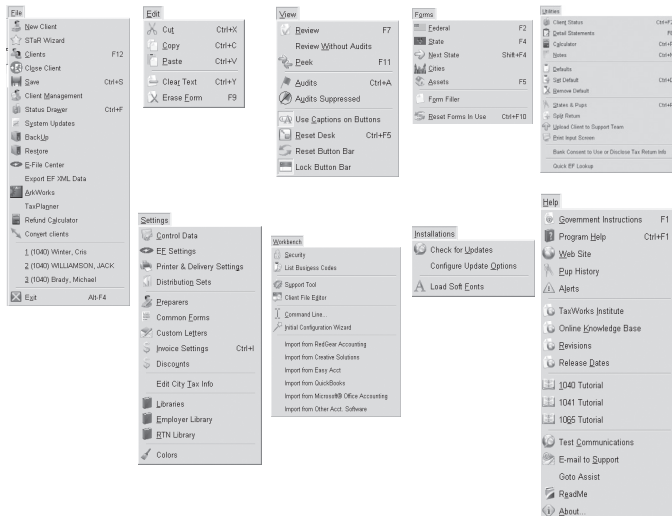 File
New Client
STaR Wizard
Clients F12
Close Client
Save Ctrl+S
Client Management
Status Drawer Ctrl+F
System Updates
BackUp
Restore
E-File Center
Export EF XML Data
ArkWorks
TaxPlanner
Refund Calculator
Convert clients
1 (1040) Winter, Cris
2 (1040) WILLIAMSON, JACK
3 (1040) Brady, Michael
Exit Alt-F4
Edit
Cut Ctrl+X
Copy Ctrl+C
Paste Ctrl+V
Clear Text Ctrl+Y
Erase Form F9
View
Review F7
Review Without Audits
Peek F11
Audits Ctrl+A
Audits Suppressed
Use Captions on Buttons
Reset Desk Ctrl+F5
Reset Button Bar
Lock Button Bar
Forms
Federal F2
State F4
Next State Shift+F4
Cities
Assets F5
Form Filler
Reset Forms In Use Ctrl+F10
Utilities
Client Status
Detail Statements
Calculator
Notes
Defaults
Set Default
Remove Default
States & Pups
Split Return
Upload Client to Support Team
Print Input Screen
Bank Consent to Use or Disclose Tax Return Info
Quick EF Lookup
Settings
Control Data
EF Settings
Printer & Delivery Settings
Distribution Sets
Preparers
Common Forms
Custom Letters
Invoice Settings Ctrl+I
Discounts
Edit City Tax Info
Libraries
Employer Library
RTN Library
Colors
Workbench
Security
List Business Codes
Support Tool
Client File Editor
Command Line...
Initial Configuration Wizard
Import from RedGear Accounting
Import from Creative Solutions
Import from Easy Acct
Import from QuickBooks
Import from Microsoft® Office Accounting
Import from Other Acct. Software
Installations
Check for Updates
Configure Update Options
Load Soft Fonts
Help
Government Instructions F1
Program Help Ctrl+F1
Web Site
Pup History
Alerts
TaxWorks Institute
Online Knowledge Base
Revisions
Release Dates
1040 Tutorial
1041 Tutorial
1065 Tutorial
Test Communications
E-mail to Support
Goto Assist
ReadMe
About...